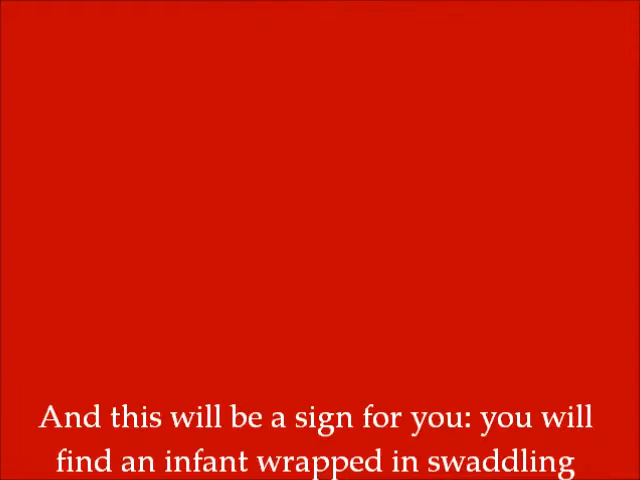 And this will be a sign for you: you will
find an infant wrapped in swaddling